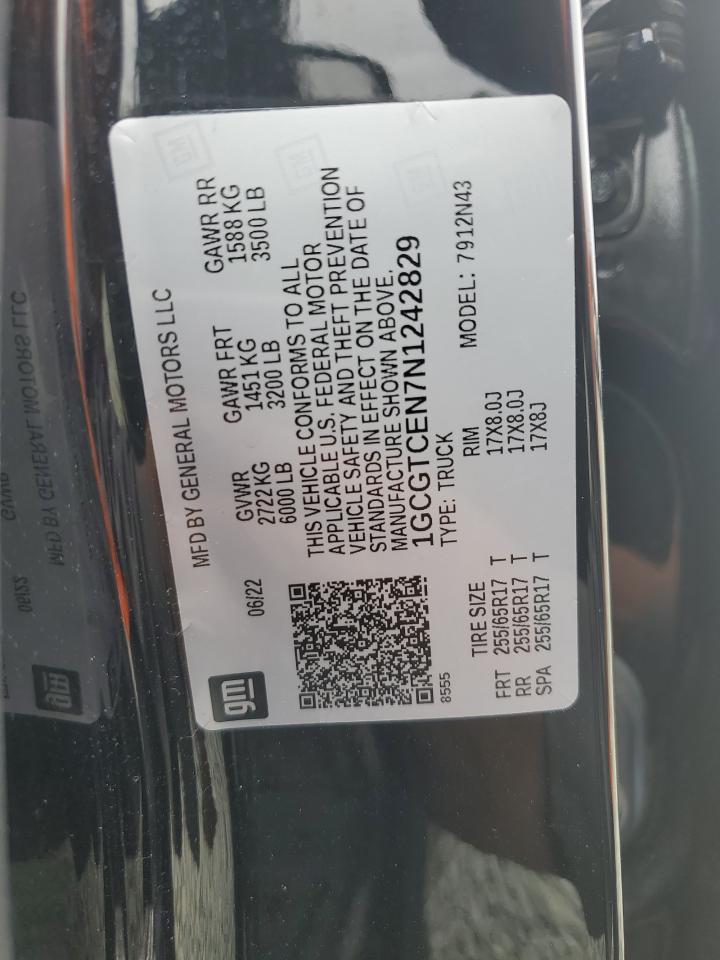 gm
MFD BY GENERAL MOTORS LLC
06/22
GVWR GAWR FRT GAWR RR
2722 KG 1451 KG 1588 KG
6000 LB 3200 LB 3500 LB
THIS VEHICLE CONFORMS TO ALL
APPLICABLE U.S. FEDERAL MOTOR
VEHICLE SAFETY AND THEFT PREVENTION
STANDARDS IN EFFECT ON THE DATE OF
MANUFACTURE SHOWN ABOVE.
1GCGTCEN7N1242829
8555
TYPE: TRUCK MODEL: 7912N43
TIRE SIZE RIM
FRT 255/65R17 T 17X8.0J
RR 255/65R17 T 17X8.0J
SPA 255/65R17 T 17X8J